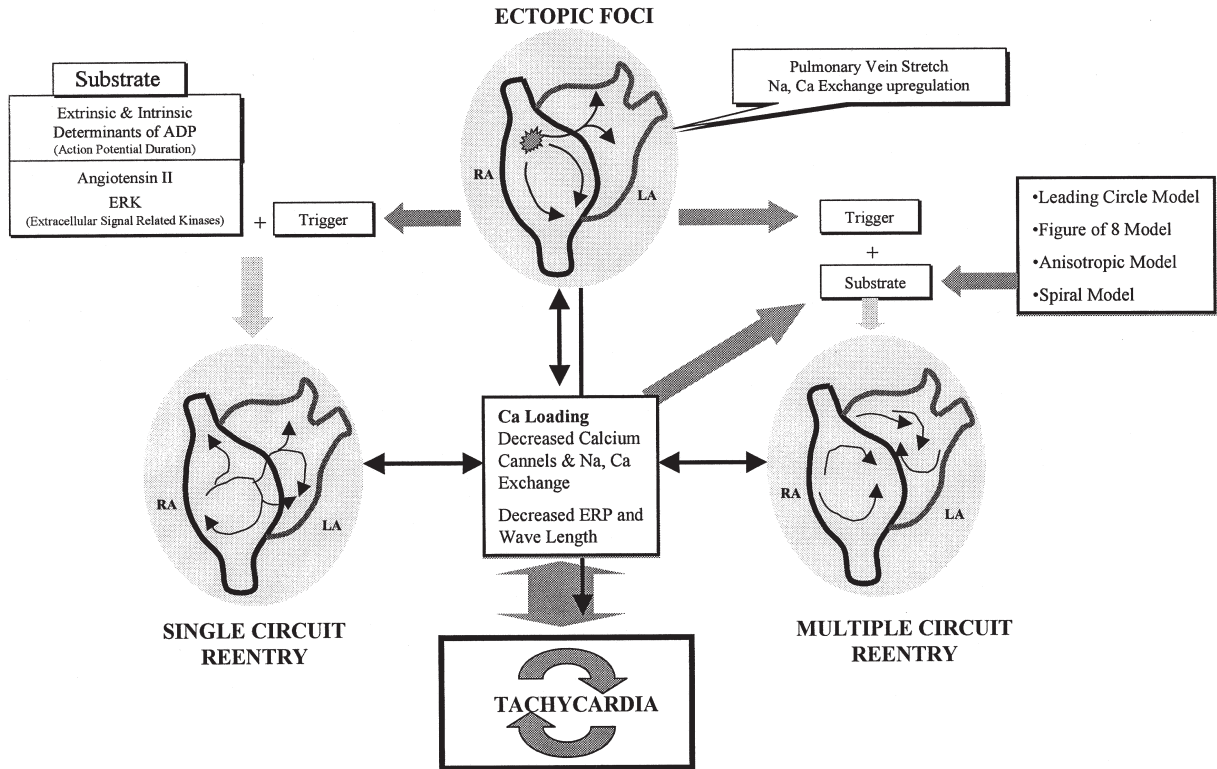 ECTOPIC FOCI
Substrate
Extrinsic & Intrinsic
Determinants of ADP
(Action Potential Duration)
Angiotensin II
ERK
(Extracellular Signal Related Kinases)
+
Trigger
RA
LA
Pulmonary Vein Stretch
Na, Ca Exchange upregulation
Trigger
+
Substrate
•Leading Circle Model
•Figure of 8 Model
•Anisotropic Model
•Spiral Model
RA
LA
SINGLE CIRCUIT
REENTRY
Ca Loading
Decreased Calcium
Cannels & Na, Ca
Exchange
Decreased ERP and
Wave Length
RA
LA
MULTIPLE CIRCUIT
REENTRY
TACHYCARDIA